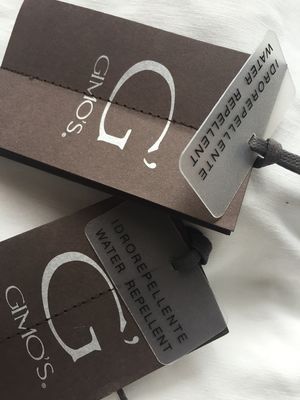 G'
GIMO'S.
IDROREPELLENTE
WATER REPELLENT
G'
GIMO'S®
IDROREPELLENTE
WATER REPELLENT